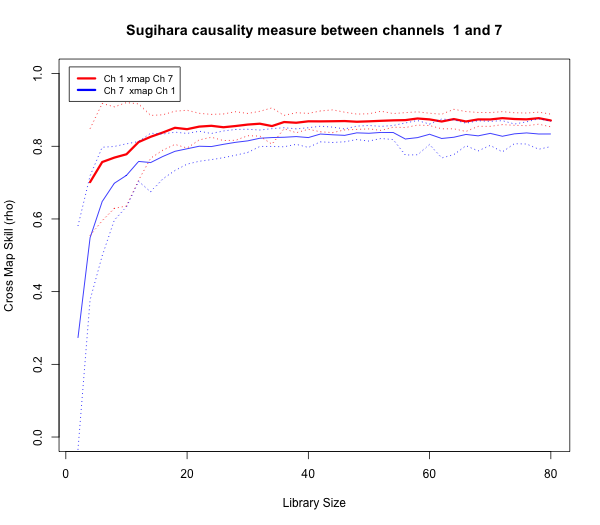 Sugihara causality measure between channels  1 and 7
Ch 1 xmap Ch 7
Ch 7  xmap Ch 1
Cross Map Skill (rho)
1.0
0.8
0.6
0.4
0.2
0.0
0
20
40
60
80
Library Size